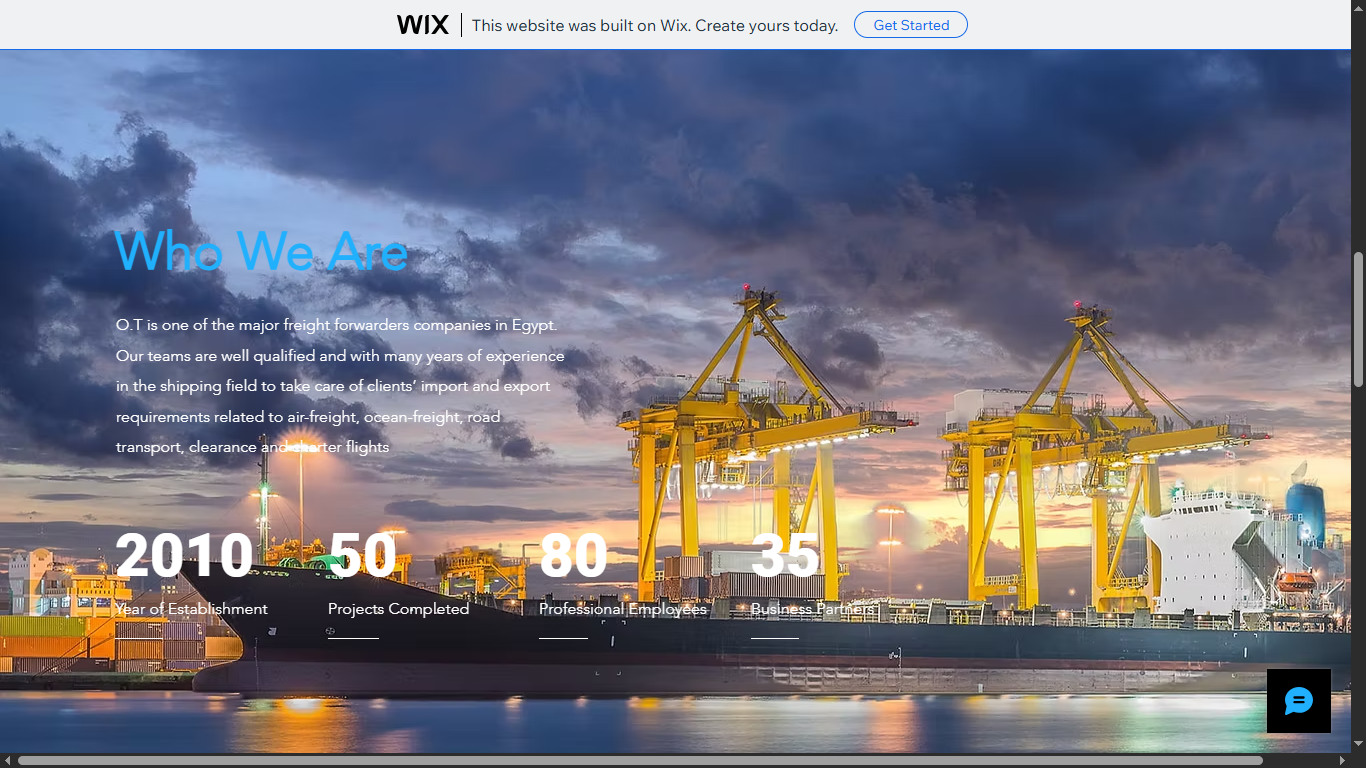 WIX This website was built on Wix. Create yours today. Get Started
Who We Are
O.T is one of the major freight forwarders companies in Egypt.
Our teams are well qualified and with many years of experience
in the shipping field to take care of clients’ import and export
requirements related to air-freight, ocean-freight, road
transport, clearance and charter flights
2010 50 80 35
Year of Establishment Projects Completed Professional Employees Business Partners